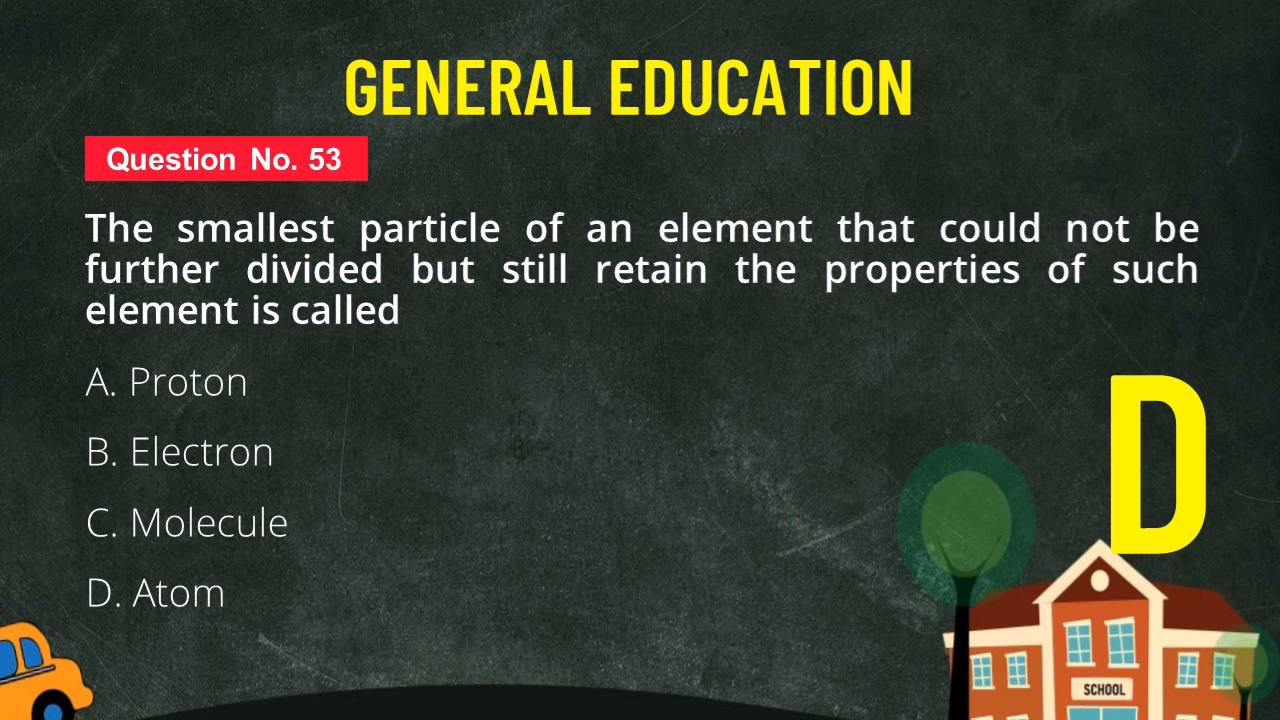 GENERAL EDUCATION
Question No. 53
The smallest particle of an element that could not be
further divided but still retain the properties of such
element is called
A. Proton
B. Electron
C. Molecule
D. Atom
D
SCHOOL